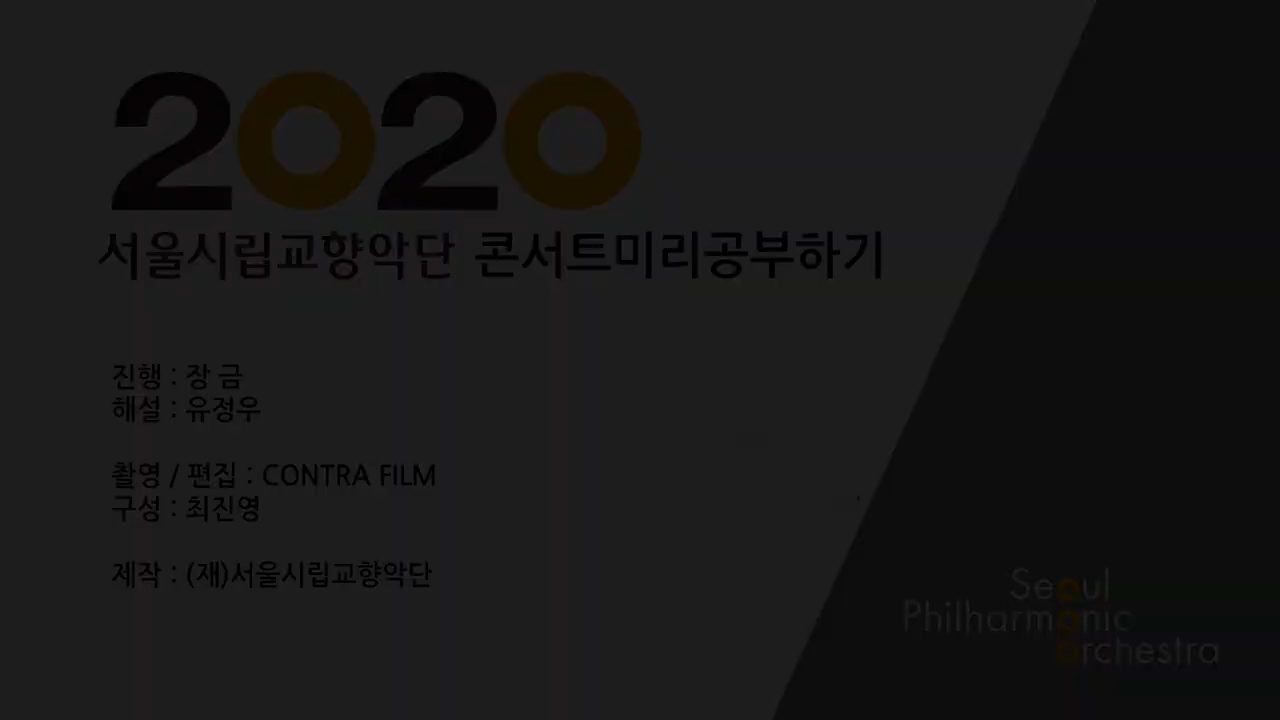 2020
서울시립교향악단 콘서트미리공부하기
진행 : 장 금
해설 : 유정우
촬영 / 편집 : CONTRA FILM
구성 : 최진영
제작 : (재)서울시립교향악단
Seoul
Philharmonic
orchestra